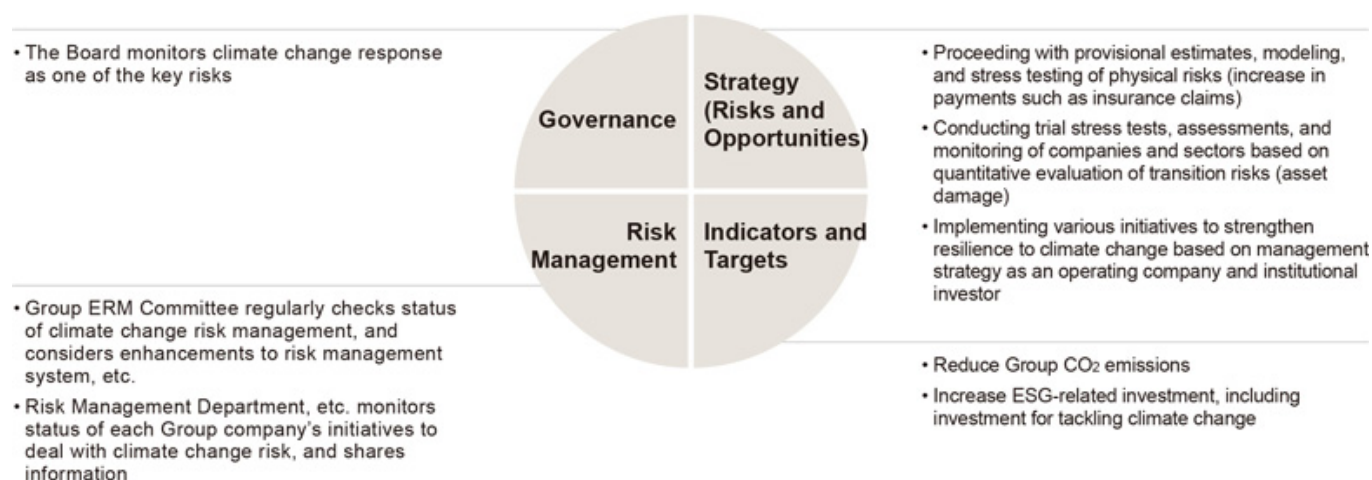 • The Board monitors climate change response
as one of the key risks
Governance
Strategy
(Risks and
Opportunities)
• Proceeding with provisional estimates, modeling,
and stress testing of physical risks (increase in
payments such as insurance claims)
• Conducting trial stress tests, assessments, and
monitoring of companies and sectors based on
quantitative evaluation of transition risks (asset
damage)
• Implementing various initiatives to strengthen
resilience to climate change based on management
strategy as an operating company and institutional
investor
Risk
Management
Indicators and
Targets
• Group ERM Committee regularly checks status
of climate change risk management, and
considers enhancements to risk management
system, etc.
• Risk Management Department, etc. monitors
status of each Group company's initiatives to
deal with climate change risk, and shares
information
• Reduce Group CO₂ emissions
• Increase ESG-related investment, including
investment for tackling climate change